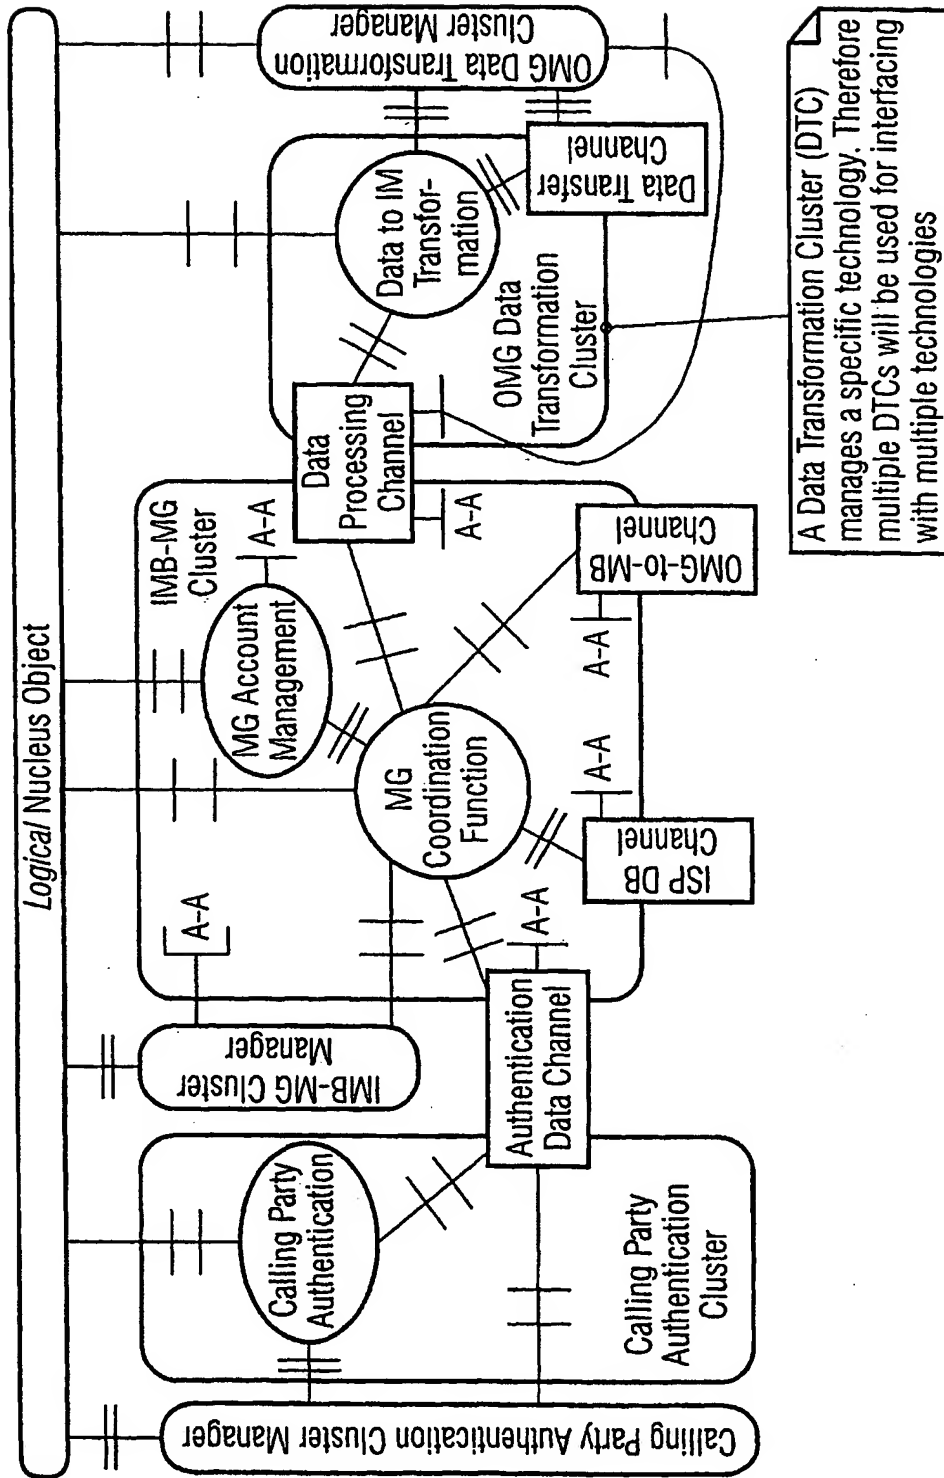 Logical Nucleus Object
Calling Party Authentication Cluster Manager
Calling Party
Authentication
Calling Party
Authentication
Cluster
IMB-MG Cluster
Manager
Authentication
Data Channel
A-A
A-A
IMB-MG
Cluster
MG Account
Management
A-A
MG
Coordination
Function
ISP DB
Channel
A-A
OMG-to-MB
Channel
A-A
Data
Processing
Channel
A-A
Data to IM
Transfor-
mation
OMG Data
Transformation
Cluster
Data Transfer
Channel
OMG Data Transformation
Cluster Manager
A Data Transformation Cluster (DTC)
manages a specific technology. Therefore
multiple DTCs will be used for interfacing
with multiple technologies